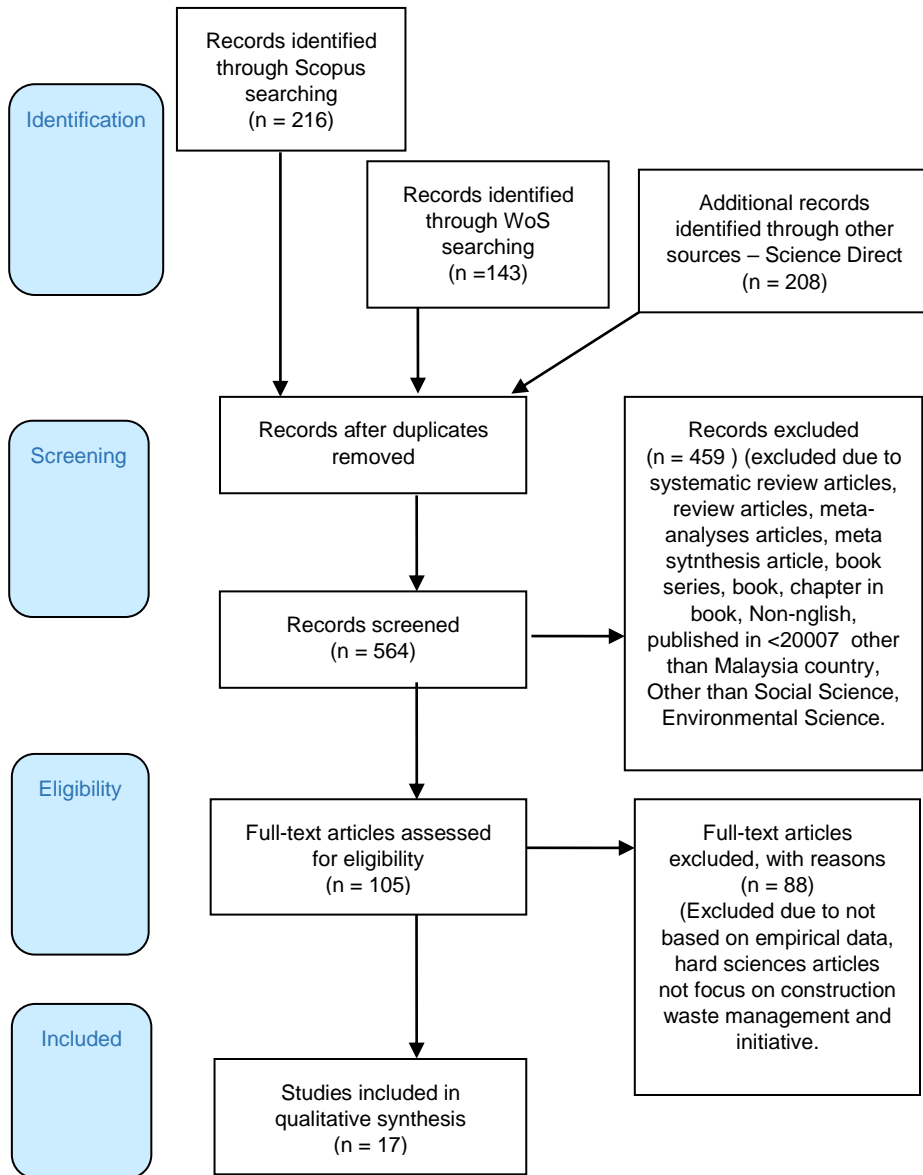 Records identified
through Scopus
searching
(n = 216)
Identification
Records identified
through WoS
searching
(n =143)
Additional records
identified through other
sources – Science Direct
(n = 208)
Records after duplicates
removed
Screening
Records excluded
(n = 459 ) (excluded due to
systematic review articles,
review articles, meta-
analyses articles, meta
sytnthesis article, book
series, book, chapter in
book, Non-nglish,
published in <20007 other
than Malaysia country,
Other than Social Science,
Environmental Science.
Records screened
(n = 564)
Eligibility
Full-text articles assessed
for eligibility
(n = 105)
Full-text articles
excluded, with reasons
(n = 88)
(Excluded due to not
based on empirical data,
hard sciences articles
not focus on construction
waste management and
initiative.
Included
Studies included in
qualitative synthesis
(n = 17)